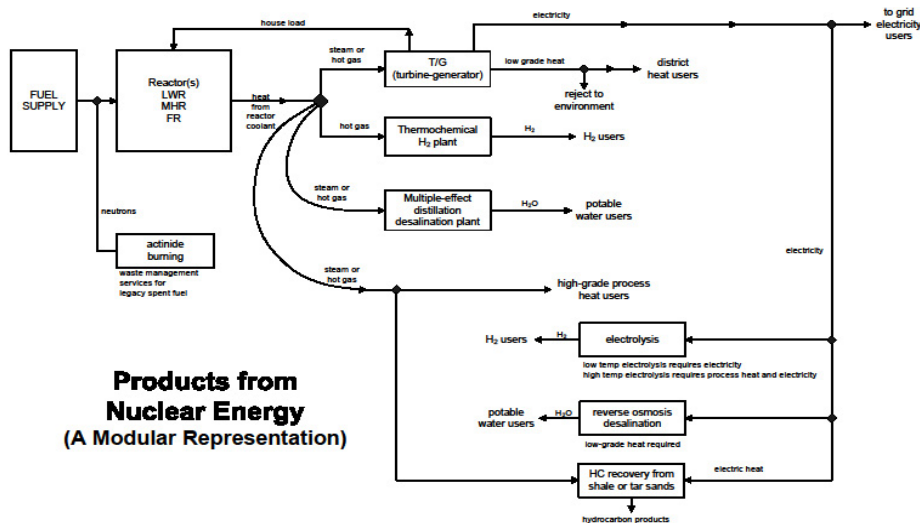 electricity
to grid
electricity
users
house load
FUEL
SUPPLY
Reactor(s)
LWR
MHR
FR
heat
from
reactor
coolant
steam or
hot gas
T/G
(turbine-generator)
low grade heat
district
heat users
reject to
environment
hot gas
Thermochemical
H₂ plant
H₂
H₂ users
steam or
hot gas
Multiple-effect
distillation
desalination plant
H₂O
potable
water users
neutrons
actinide
burning
waste management
services for
legacy spent fuel
steam or
hot gas
high-grade process
heat users
electricity
H₂ users
H₂
electrolysis
low temp electrolysis requires electricity
high temp electrolysis requires process heat and electricity
Products from
Nuclear Energy
(A Modular Representation)
potable
water users
H₂O
reverse osmosis
desalination
low-grade heat required
HC recovery from
shale or tar sands
electric heat
hydrocarbon products